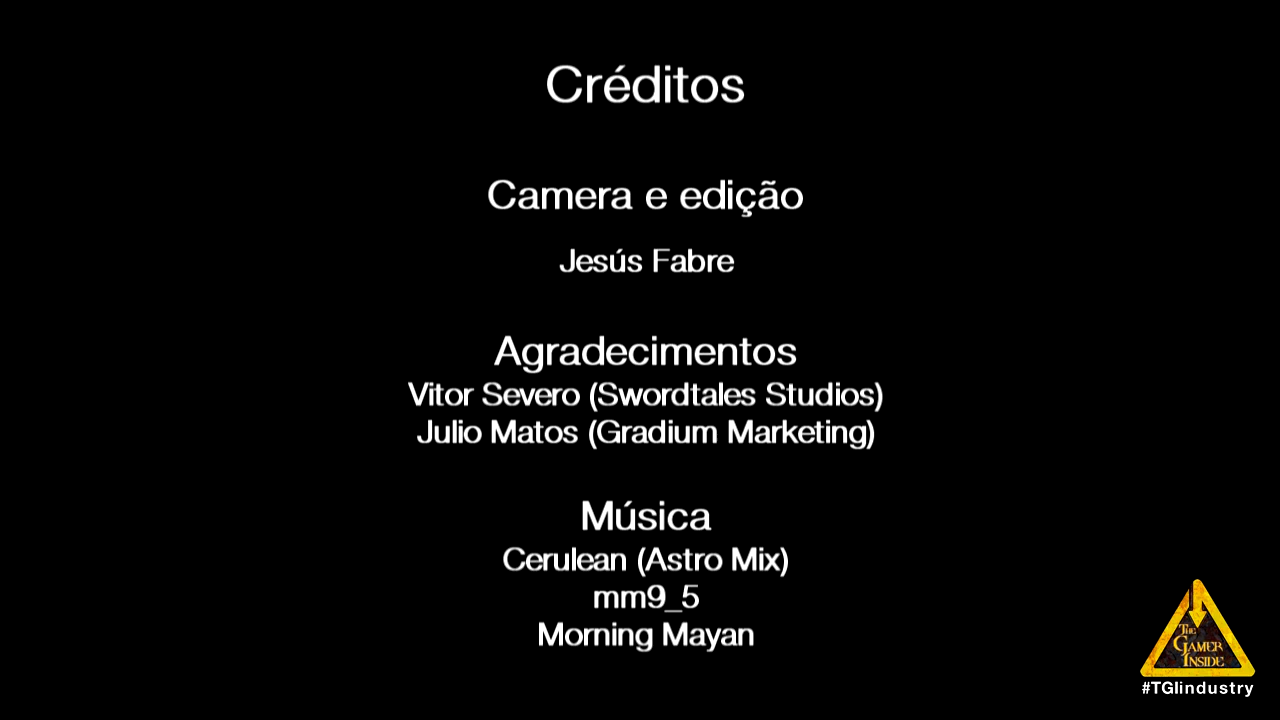 Créditos
Camera e edição
Jesús Fabre
Agradecimentos
Vitor Severo (Swordtales Studios)
Julio Matos (Gradium Marketing)
Música
Cerulean (Astro Mix)
mm9_5
Morning Mayan
The
Gamer
Inside
#TGIindustry